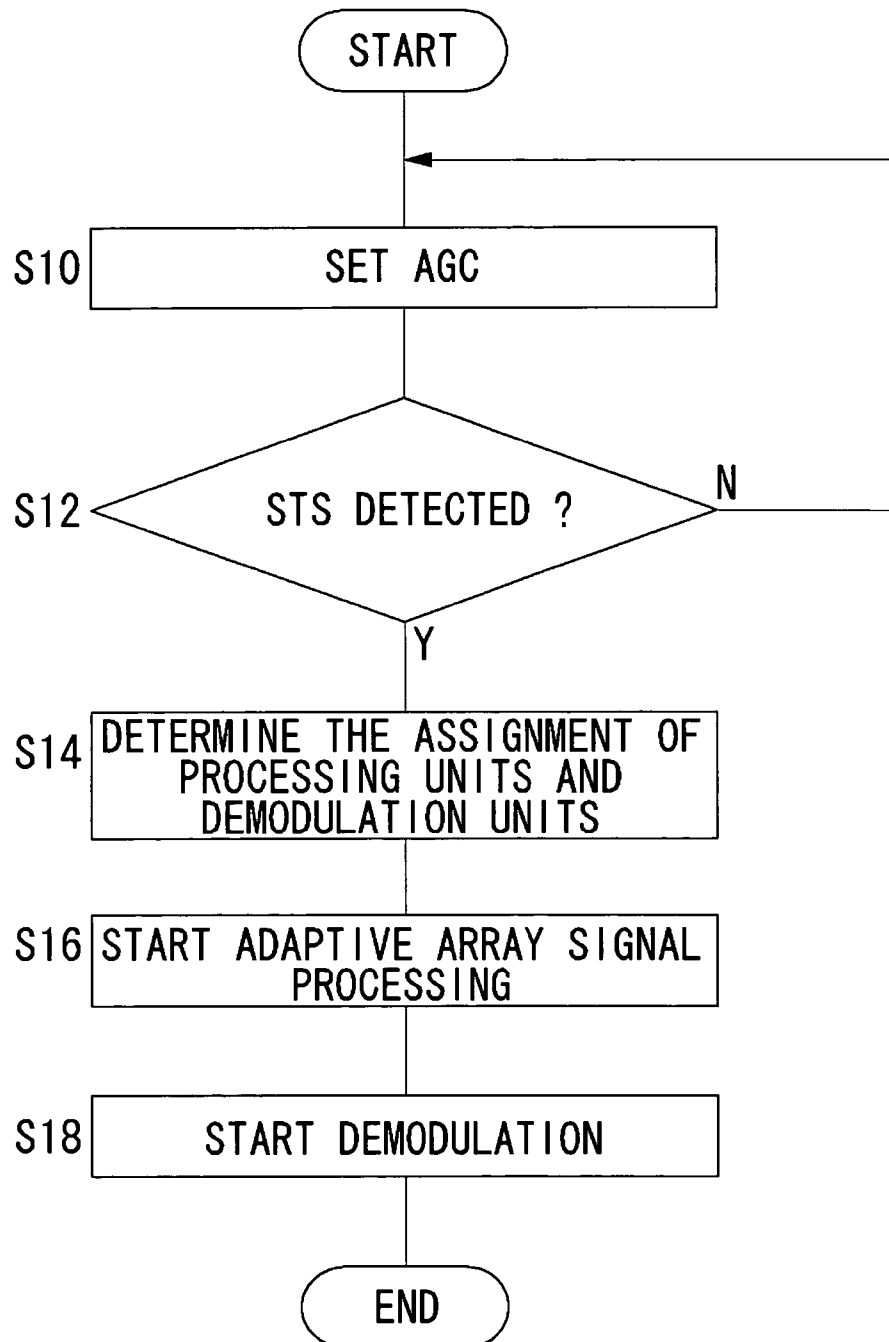 START
S10
SET AGC
S12
STS DETECTED ?
N
Y
S14
DETERMINE THE ASSIGNMENT OF
PROCESSING UNITS AND
DEMODULATION UNITS
S16
START ADAPTIVE ARRAY SIGNAL
PROCESSING
S18
START DEMODULATION
END